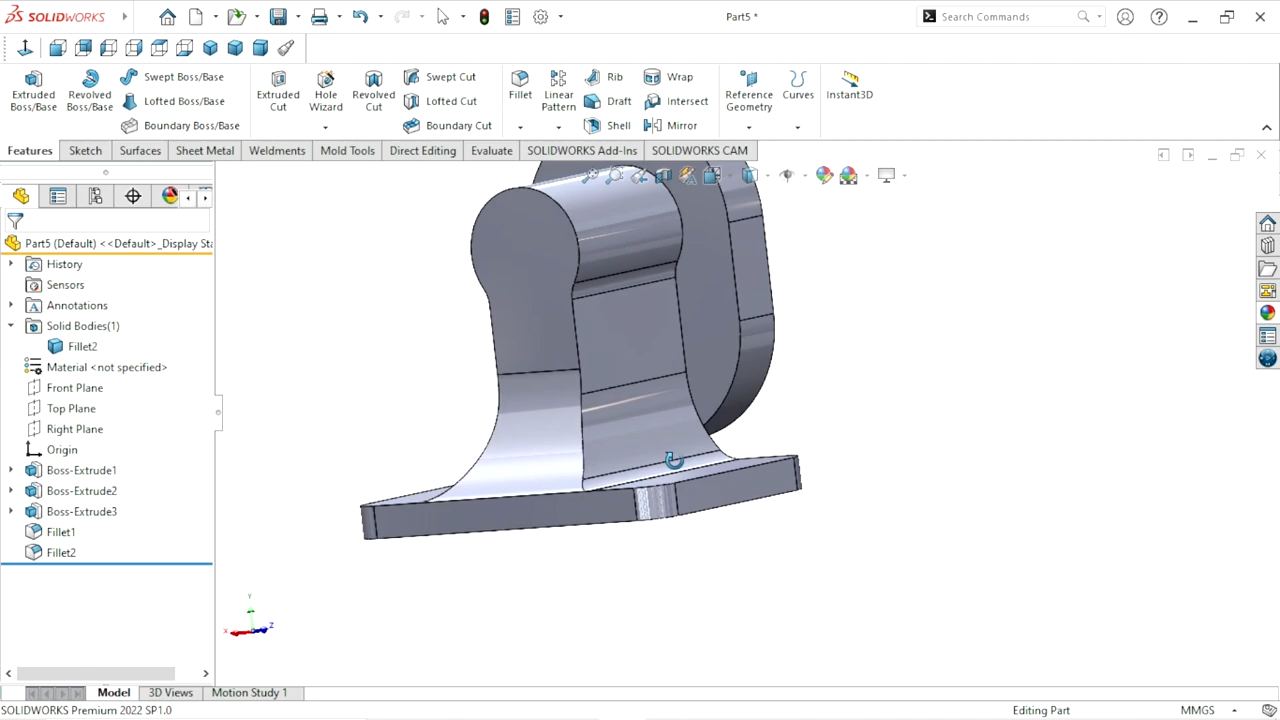 SOLIDWORKS
Part5 *
Search Commands
Extruded Boss/Base
Revolved Boss/Base
Swept Boss/Base
Lofted Boss/Base
Boundary Boss/Base
Extruded Cut
Hole Wizard
Revolved Cut
Swept Cut
Lofted Cut
Boundary Cut
Fillet
Linear Pattern
Rib
Draft
Shell
Wrap
Intersect
Mirror
Reference Geometry
Curves
Instant3D
Features
Sketch
Surfaces
Sheet Metal
Weldments
Mold Tools
Direct Editing
Evaluate
SOLIDWORKS Add-Ins
SOLIDWORKS CAM
Part5 (Default) <<Default>_Display Sta
History
Sensors
Annotations
Solid Bodies(1)
Fillet2
Material <not specified>
Front Plane
Top Plane
Right Plane
Origin
Boss-Extrude1
Boss-Extrude2
Boss-Extrude3
Fillet1
Fillet2
Y
X
Z
Model
3D Views
Motion Study 1
SOLIDWORKS Premium 2022 SP1.0
Editing Part
MMGS